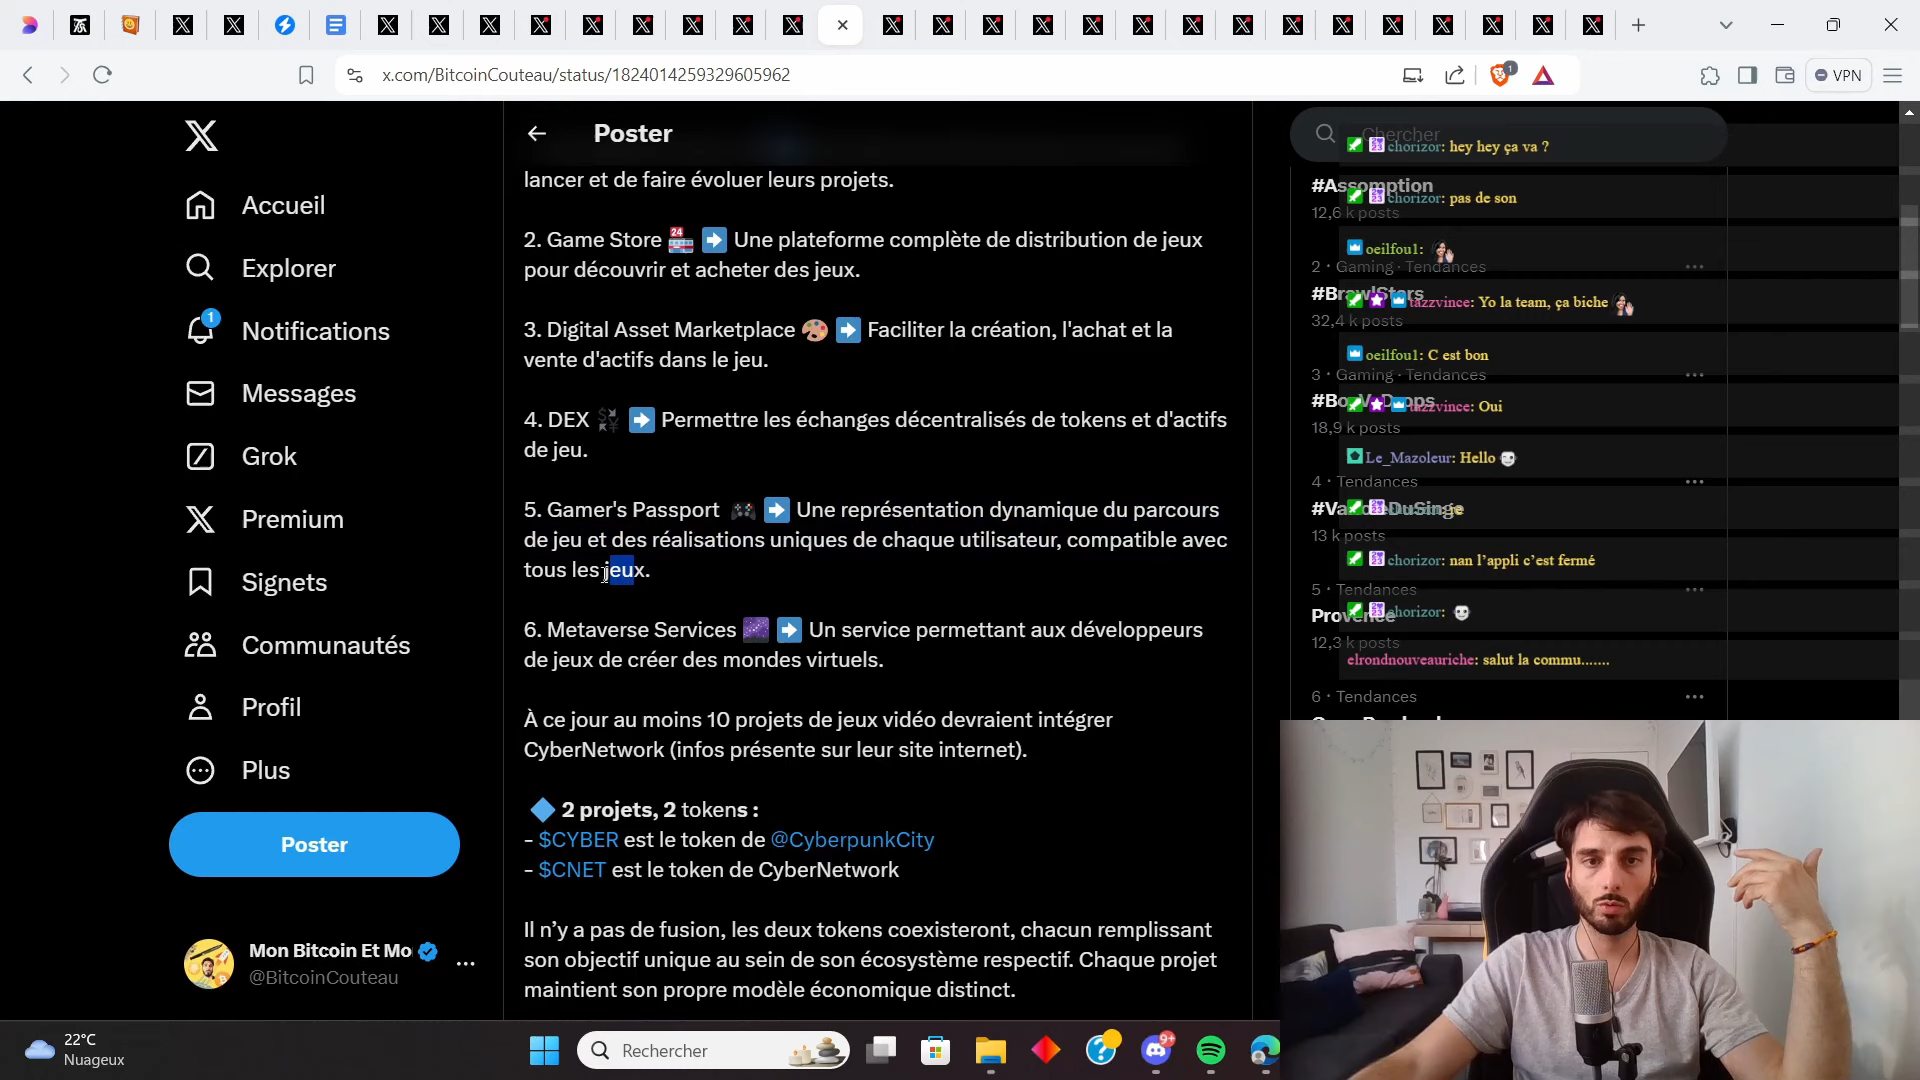 x.com/BitcoinCouteau/status/1824014259329605962
1
VPN
Accueil
Explorer
1
Notifications
Messages
Grok
Premium
Signets
Communautés
Profil
Plus
Poster
Mon Bitcoin Et Mo
@BitcoinCouteau
Poster
lancer et de faire évoluer leurs projets.
2. Game Store 24 Une plateforme complète de distribution de jeux
pour découvrir et acheter des jeux.
3. Digital Asset Marketplace Faciliter la création, l'achat et la
vente d'actifs dans le jeu.
4. DEX Permettre les échanges décentralisés de tokens et d'actifs
de jeu.
5. Gamer's Passport Une représentation dynamique du parcours
de jeu et des réalisations uniques de chaque utilisateur, compatible avec
tous les jeux.
6. Metaverse Services Un service permettant aux développeurs
de jeux de créer des mondes virtuels.
À ce jour au moins 10 projets de jeux vidéo devraient intégrer
CyberNetwork (infos présente sur leur site internet).
2 projets, 2 tokens :
- $CYBER est le token de @CyberpunkCity
- $CNET est le token de CyberNetwork
Il n’y a pas de fusion, les deux tokens coexisteront, chacun remplissant
son objectif unique au sein de son écosystème respectif. Chaque projet
maintient son propre modèle économique distinct.
Chercher
chorizor: hey hey ça va ?
#Assomption
chorizor: pas de son
12,6 k posts
oeilfou1:
2 · Gaming · Tendances
#BrawlStars
tazzvince: Yo la team, ça biche
32,4 k posts
oeilfou1: C est bon
3 · Gaming · Tendances
tazzvince: Oui
18,9 k posts
Le_Mazoleur: Hello
4 · Tendances
13 k posts
chorizor: nan l’appli c’est fermé
5 · Tendances
Provence
chorizor:
12,3 k posts
elrondnouveauriche: salut la commu.......
6 · Tendances
22°C
Nuageux
Rechercher
9+